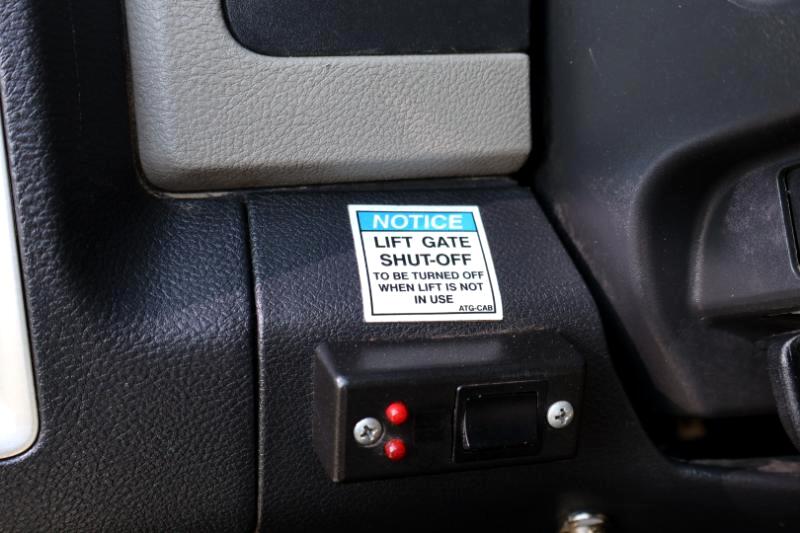 NOTICE
LIFT GATE
SHUT-OFF
TO BE TURNED OFF
WHEN LIFT IS NOT
IN USE
ATG-CAB